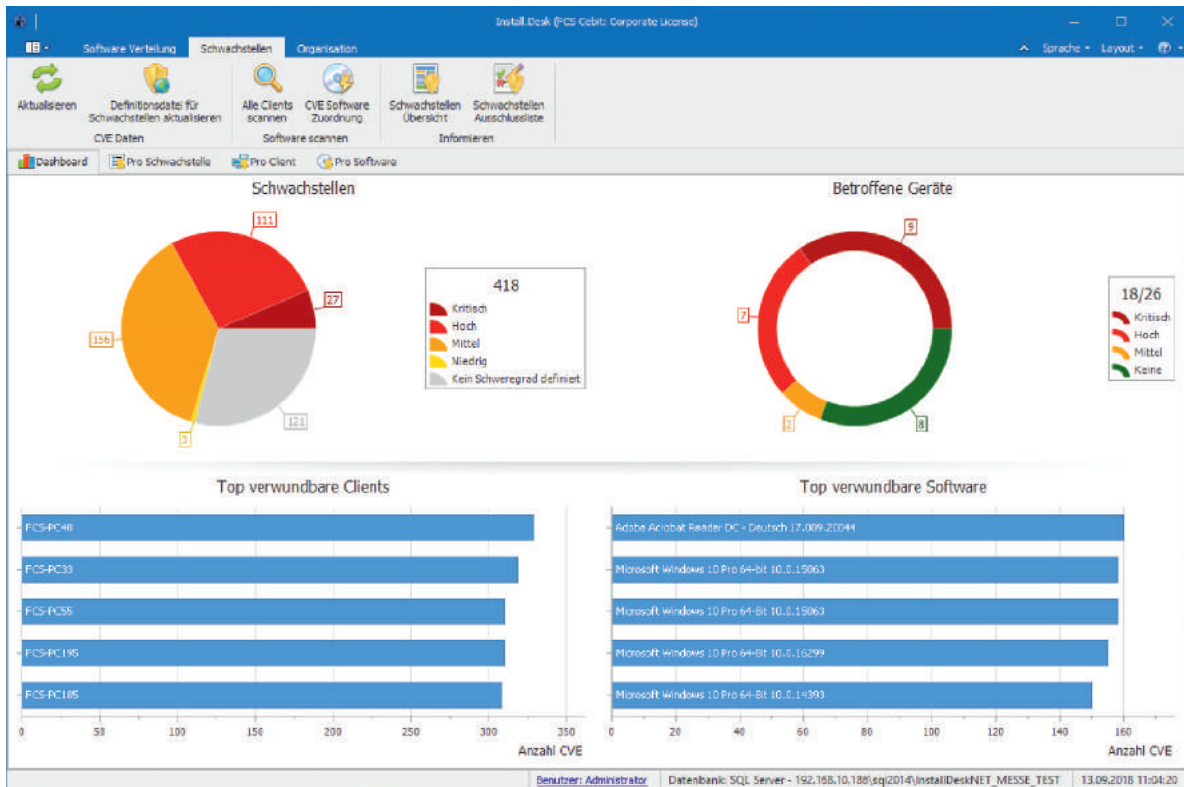 Install.Desk (FCS Cebit: Corporate License)
Software Verteilung Schwachstellen Organisation Sprache Layout
Aktualisieren Definitionsdatei für Schwachstellen aktualisieren Alle Clients scannen CVE Software Zuordnung Schwachstellen Übersicht Schwachstellen Ausschlussliste
CVE Daten Software scannen Informieren
Dashboard Pro Schwachstelle Pro Client Pro Software
Schwachstellen
111
27
156
3
121
418
Kritisch
Hoch
Mittel
Niedrig
Kein Schweregrad definiert
Betroffene Geräte
9
7
2
8
18/26
Kritisch
Hoch
Mittel
Keine
Top verwundbare Clients
FCS-PC48
FCS-PC33
FCS-PC55
FCS-PC195
FCS-PC185
0 50 100 150 200 250 300 350
Anzahl CVE
Top verwundbare Software
Adobe Acrobat Reader DC - Deutsch 17.009.20044
Microsoft Windows 10 Pro 64-bit 10.0.15063
Microsoft Windows 10 Pro 64-Bit 10.0.15063
Microsoft Windows 10 Pro 64-Bit 10.0.16299
Microsoft Windows 10 Pro 64-Bit 10.0.14393
0 20 40 60 80 100 120 140 160
Anzahl CVE
Benutzer: Administrator Datenbank: SQL Server - 192.168.10.186\sql2014\InstallDeskNET_MESSE_TEST 13.09.2018 11:04:20